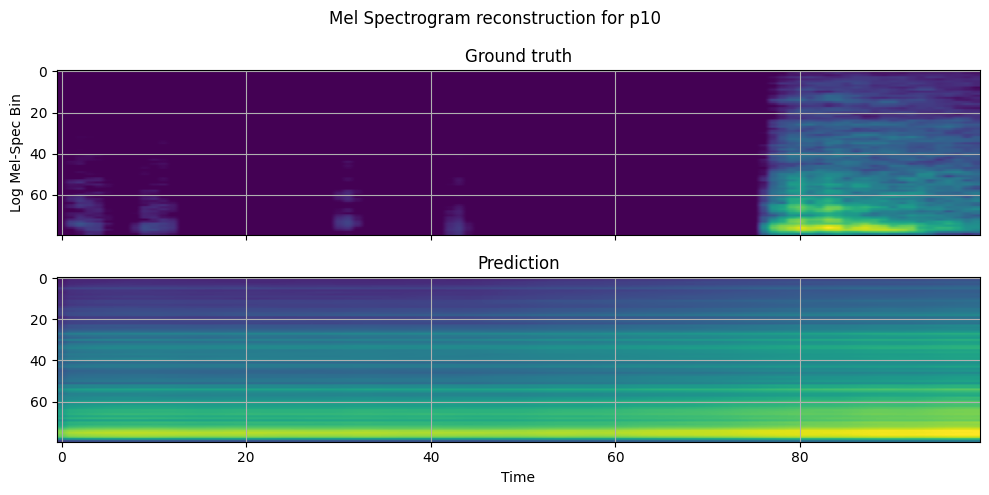 Mel Spectrogram reconstruction for p10
Ground truth
Log Mel-Spec Bin
0
20
40
60
Prediction
0
20
40
60
0 20 40 60 80
Time